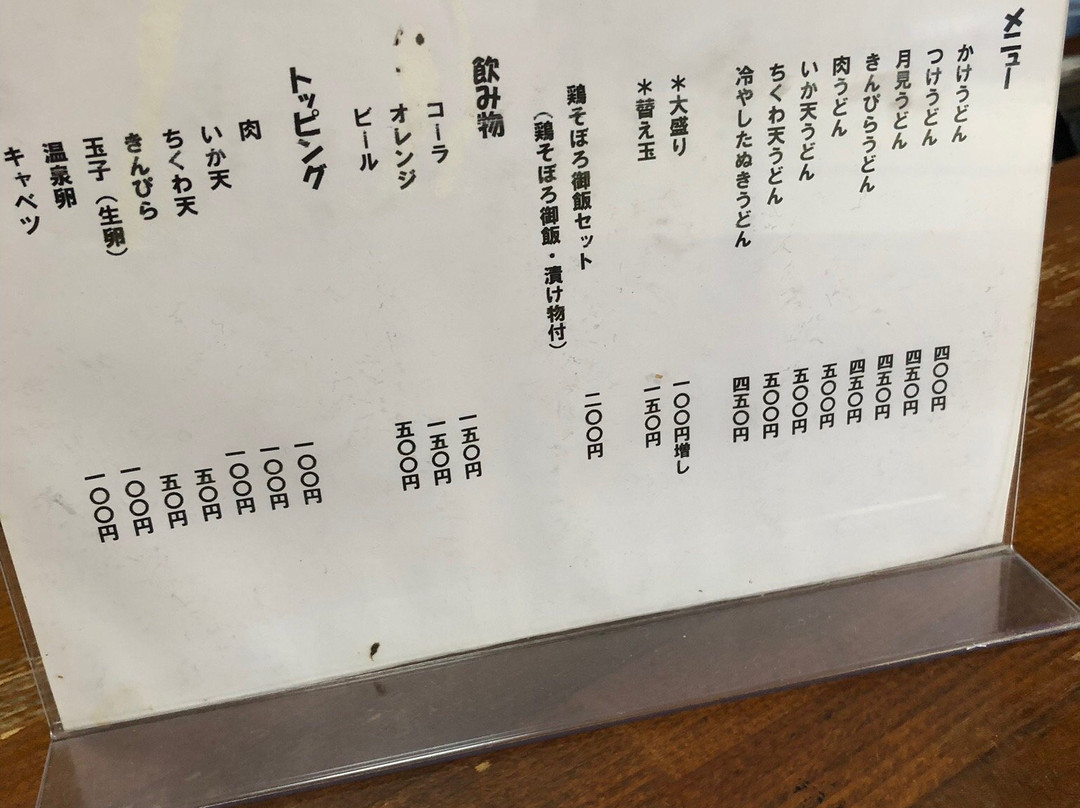 メニュー
かけうどん 四〇〇円
つけうどん 四五〇円
月見うどん 四五〇円
きんぴらうどん 四五〇円
肉うどん 五〇〇円
いか天うどん 五〇〇円
ちくわ天うどん 五〇〇円
冷やしたぬきうどん 四五〇円
＊大盛り 一〇〇円増し
＊替え玉 一五〇円
鶏そぼろ御飯セット 二〇〇円
（鶏そぼろ御飯・漬け物付）
飲み物
コーラ 一五〇円
オレンジ 一五〇円
ビール 五〇〇円
トッピング
肉 一〇〇円
いか天 一〇〇円
ちくわ天 一〇〇円
きんぴら 五〇円
玉子（生卵） 五〇円
温泉卵 一〇〇円
キャベツ 一〇〇円